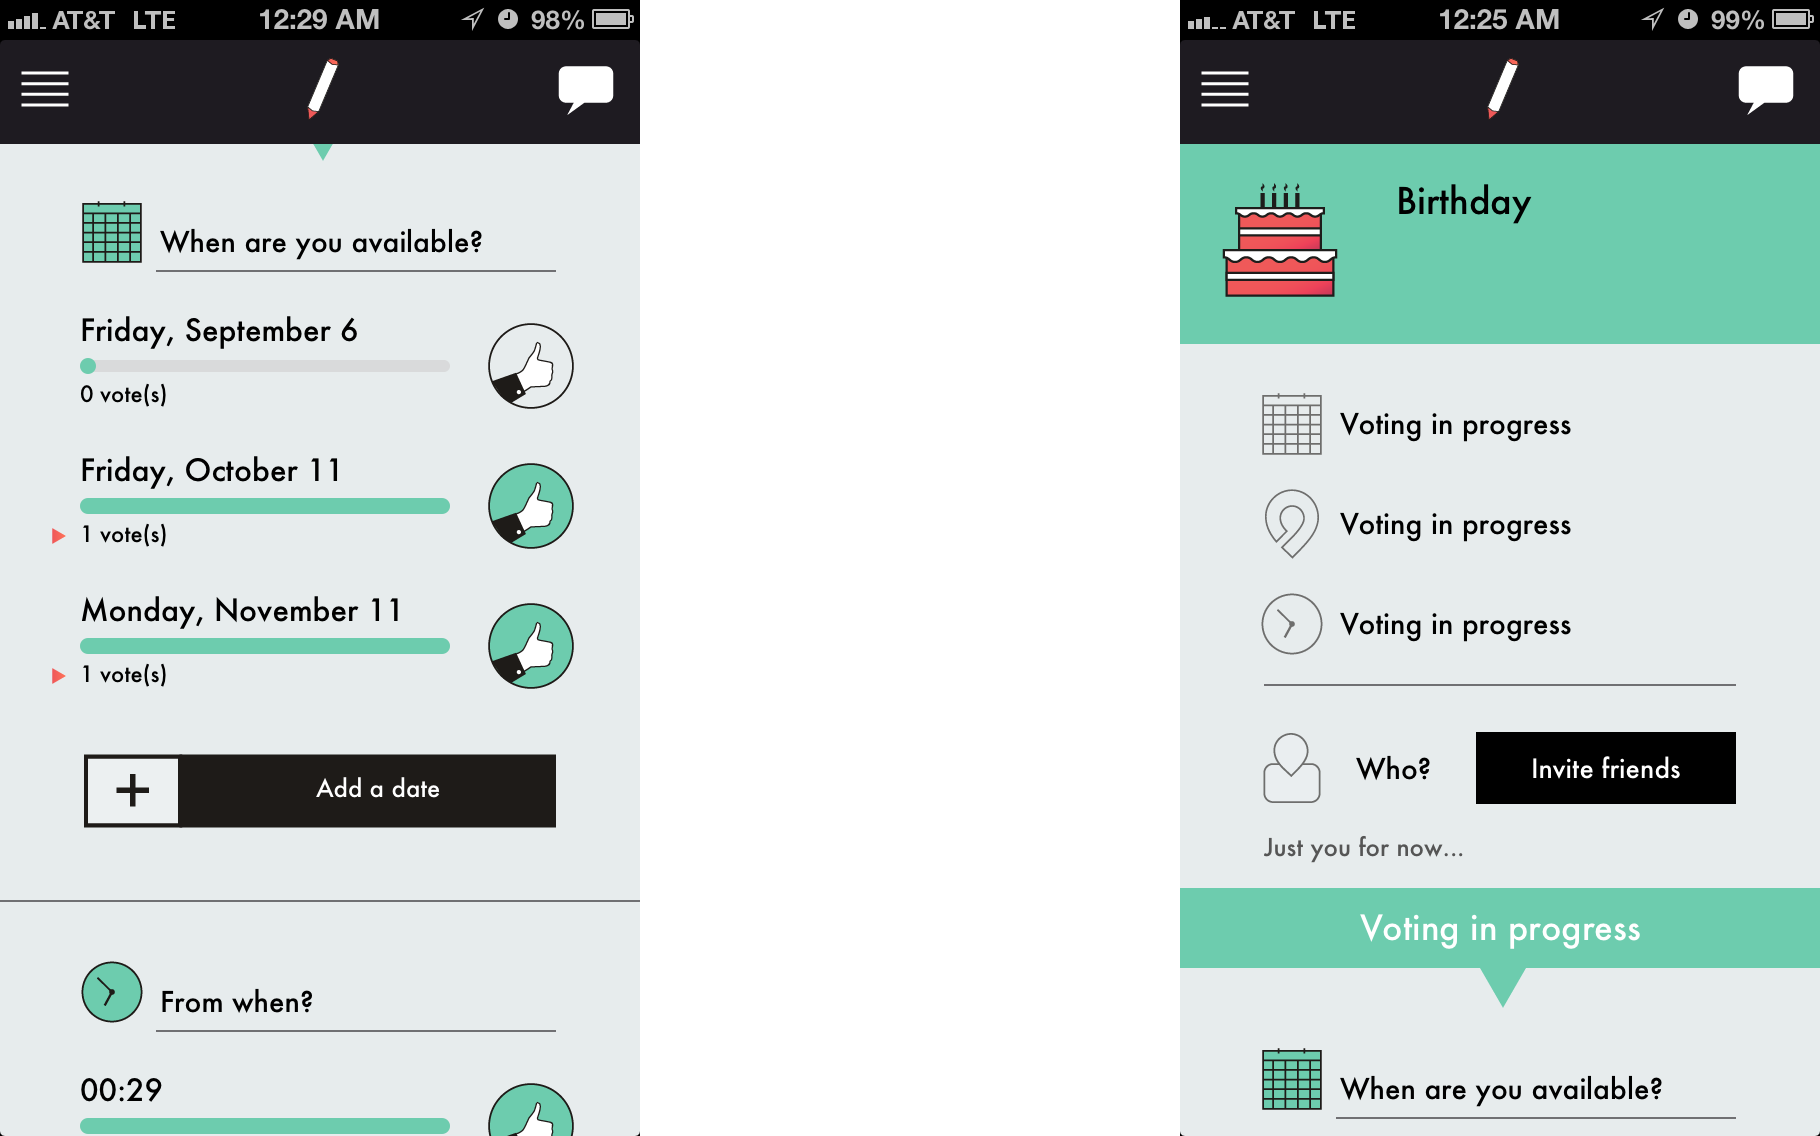 AT&T LTE 12:29 AM 98%
When are you available?
Friday, September 6
0 vote(s)
Friday, October 11
1 vote(s)
Monday, November 11
1 vote(s)
+ Add a date
From when?
00:29
AT&T LTE 12:25 AM 99%
Birthday
Voting in progress
Voting in progress
Voting in progress
Who? Invite friends
Just you for now...
Voting in progress
When are you available?